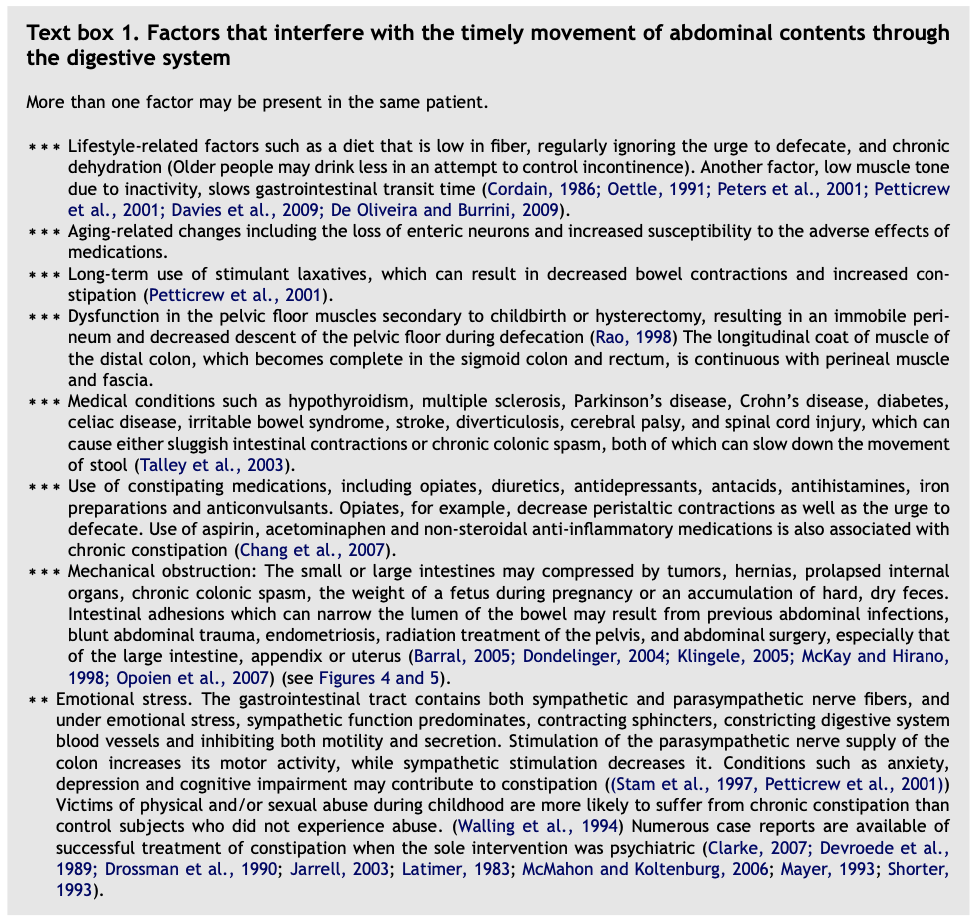 Text box 1. Factors that interfere with the timely movement of abdominal contents through
the digestive system
More than one factor may be present in the same patient.
*** Lifestyle-related factors such as a diet that is low in fiber, regularly ignoring the urge to defecate, and chronic
dehydration (Older people may drink less in an attempt to control incontinence). Another factor, low muscle tone
due to inactivity, slows gastrointestinal transit time (Cordain, 1986; Oettle, 1991; Peters et al., 2001; Petticrew
et al., 2001; Davies et al., 2009; De Oliveira and Burrini, 2009).
*** Aging-related changes including the loss of enteric neurons and increased susceptibility to the adverse effects of
medications.
*** Long-term use of stimulant laxatives, which can result in decreased bowel contractions and increased con-
stipation (Petticrew et al., 2001).
*** Dysfunction in the pelvic floor muscles secondary to childbirth or hysterectomy, resulting in an immobile peri-
neum and decreased descent of the pelvic floor during defecation (Rao, 1998) The longitudinal coat of muscle of
the distal colon, which becomes complete in the sigmoid colon and rectum, is continuous with perineal muscle
and fascia.
*** Medical conditions such as hypothyroidism, multiple sclerosis, Parkinson's disease, Crohn's disease, diabetes,
celiac disease, irritable bowel syndrome, stroke, diverticulosis, cerebral palsy, and spinal cord injury, which can
cause either sluggish intestinal contractions or chronic colonic spasm, both of which can slow down the movement
of stool (Talley et al., 2003).
*** Use of constipating medications, including opiates, diuretics, antidepressants, antacids, antihistamines, iron
preparations and anticonvulsants. Opiates, for example, decrease peristaltic contractions as well as the urge to
defecate. Use of aspirin, acetominaphen and non-steroidal anti-inflammatory medications is also associated with
chronic constipation (Chang et al., 2007).
*** Mechanical obstruction: The small or large intestines may compressed by tumors, hernias, prolapsed internal
organs, chronic colonic spasm, the weight of a fetus during pregnancy or an accumulation of hard, dry feces.
Intestinal adhesions which can narrow the lumen of the bowel may result from previous abdominal infections,
blunt abdominal trauma, endometriosis, radiation treatment of the pelvis, and abdominal surgery, especially that
of the large intestine, appendix or uterus (Barral, 2005; Dondelinger, 2004; Klingele, 2005; McKay and Hirano,
1998; Opoien et al., 2007) (see Figures 4 and 5).
** Emotional stress. The gastrointestinal tract contains both sympathetic and parasympathetic nerve fibers, and
under emotional stress, sympathetic function predominates, contracting sphincters, constricting digestive system
blood vessels and inhibiting both motility and secretion. Stimulation of the parasympathetic nerve supply of the
colon increases its motor activity, while sympathetic stimulation decreases it. Conditions such as anxiety,
depression and cognitive impairment may contribute to constipation ((Stam et al., 1997, Petticrew et al., 2001))
Victims of physical and/or sexual abuse during childhood are more likely to suffer from chronic constipation than
control subjects who did not experience abuse. (Walling et al., 1994) Numerous case reports are available of
successful treatment of constipation when the sole intervention was psychiatric (Clarke, 2007; Devroede et al.,
1989; Drossman et al., 1990; Jarrell, 2003; Latimer, 1983; McMahon and Koltenburg, 2006; Mayer, 1993; Shorter,
1993).